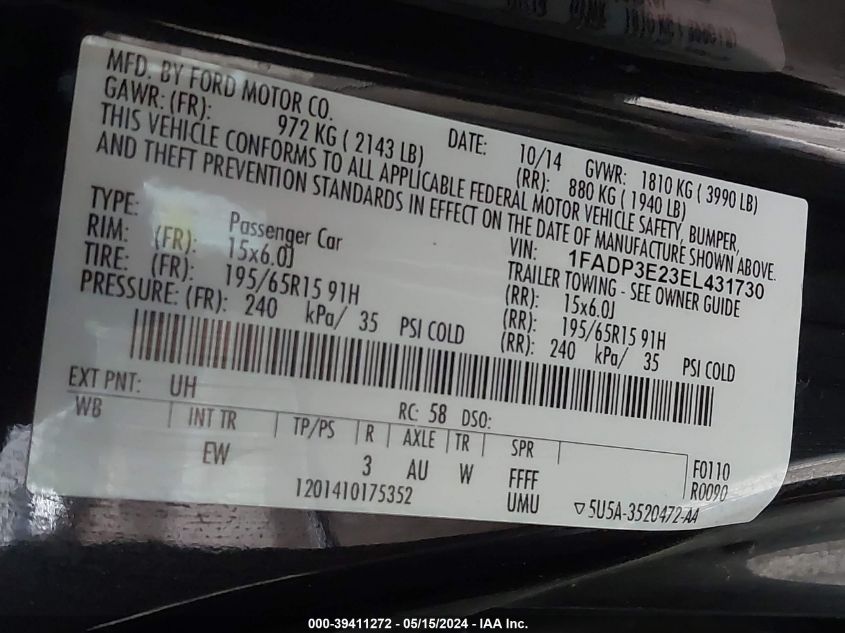 MFD. BY FORD MOTOR CO.
DATE: 10/14 GVWR: 1810 KG ( 3990 LB)
GAWR: (FR): 972 KG ( 2143 LB) (RR): 880 KG ( 1940 LB)
THIS VEHICLE CONFORMS TO ALL APPLICABLE FEDERAL MOTOR VEHICLE SAFETY, BUMPER,
AND THEFT PREVENTION STANDARDS IN EFFECT ON THE DATE OF MANUFACTURE SHOWN ABOVE.
VIN: 1FADP3E23EL431730
TYPE: Passenger Car TRAILER TOWING - SEE OWNER GUIDE
RIM: (FR): 15x6.0J (RR): 15x6.0J
TIRE: (FR): 195/65R15 91H (RR): 195/65R15 91H
PRESSURE: (FR): 240 kPa/ 35 PSI COLD (RR): 240 kPa/ 35 PSI COLD
EXT PNT: UH RC: 58 DSO:
WB INT TR TP/PS R AXLE TR SPR
EW 3 AU W FFFF F0110
UMU R0090
1201410175352 ▽5U5A-3520472-AA
000-39411272 - 05/15/2024 - IAA Inc.